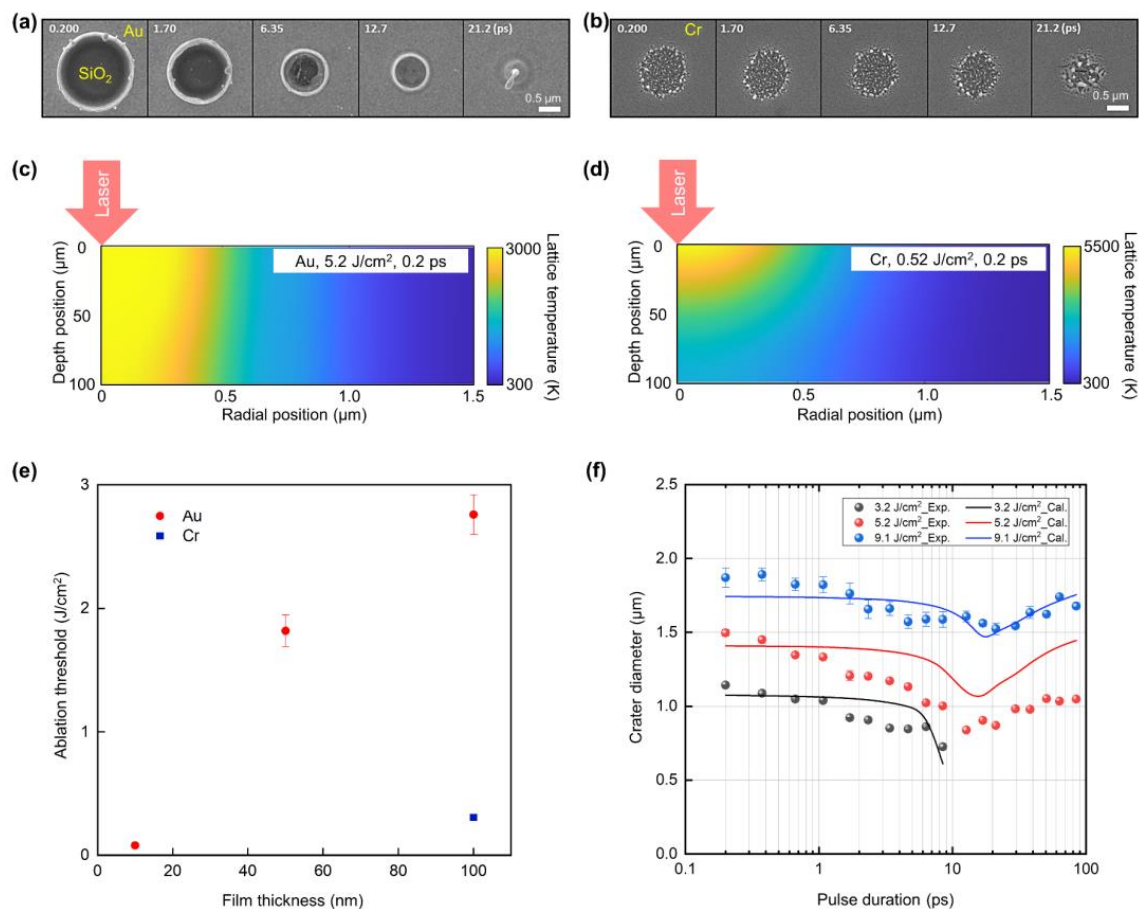 (a)
0.200 Au 1.70 6.35 12.7 21.2 (ps)
SiO₂
0.5 μm
(b)
0.200 Cr 1.70 6.35 12.7 21.2 (ps)
0.5 μm
(c)
Laser
Au, 5.2 J/cm², 0.2 ps
Depth position (μm)
0
50
100
0 0.5 1.0 1.5
Radial position (μm)
3000
300
Lattice temperature (K)
(d)
Laser
Cr, 0.52 J/cm², 0.2 ps
Depth position (μm)
0
50
100
0 0.5 1.0 1.5
Radial position (μm)
5500
300
Lattice temperature (K)
(e)
Ablation threshold (J/cm²)
3
2
1
0
Au
Cr
0 20 40 60 80 100
Film thickness (nm)
(f)
Crater diameter (μm)
2.5
2.0
1.5
1.0
0.5
0.0
3.2 J/cm²_Exp. 3.2 J/cm²_Cal.
5.2 J/cm²_Exp. 5.2 J/cm²_Cal.
9.1 J/cm²_Exp. 9.1 J/cm²_Cal.
0.1 1 10 100
Pulse duration (ps)